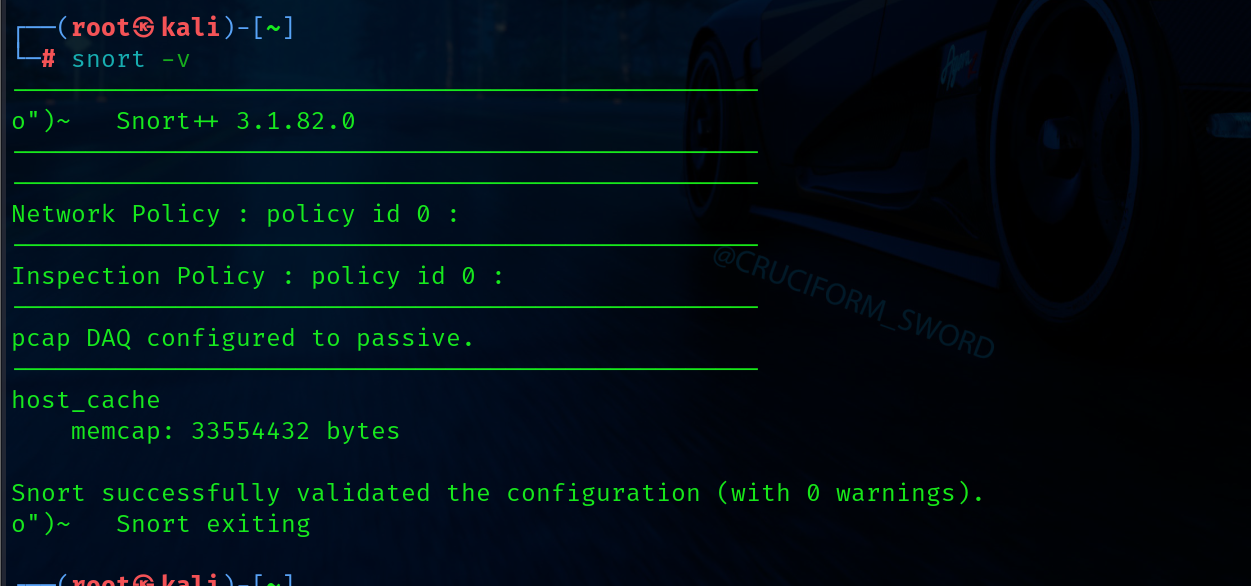 ┌──(root㉿kali)-[~]
└─# snort -v
o")~   Snort++ 3.1.82.0
Network Policy : policy id 0 :
Inspection Policy : policy id 0 :
pcap DAQ configured to passive.
host_cache
    memcap: 33554432 bytes
Snort successfully validated the configuration (with 0 warnings).
o")~   Snort exiting
┌──(root㉿kali)-[~]
@CRUCIFORM_SWORD